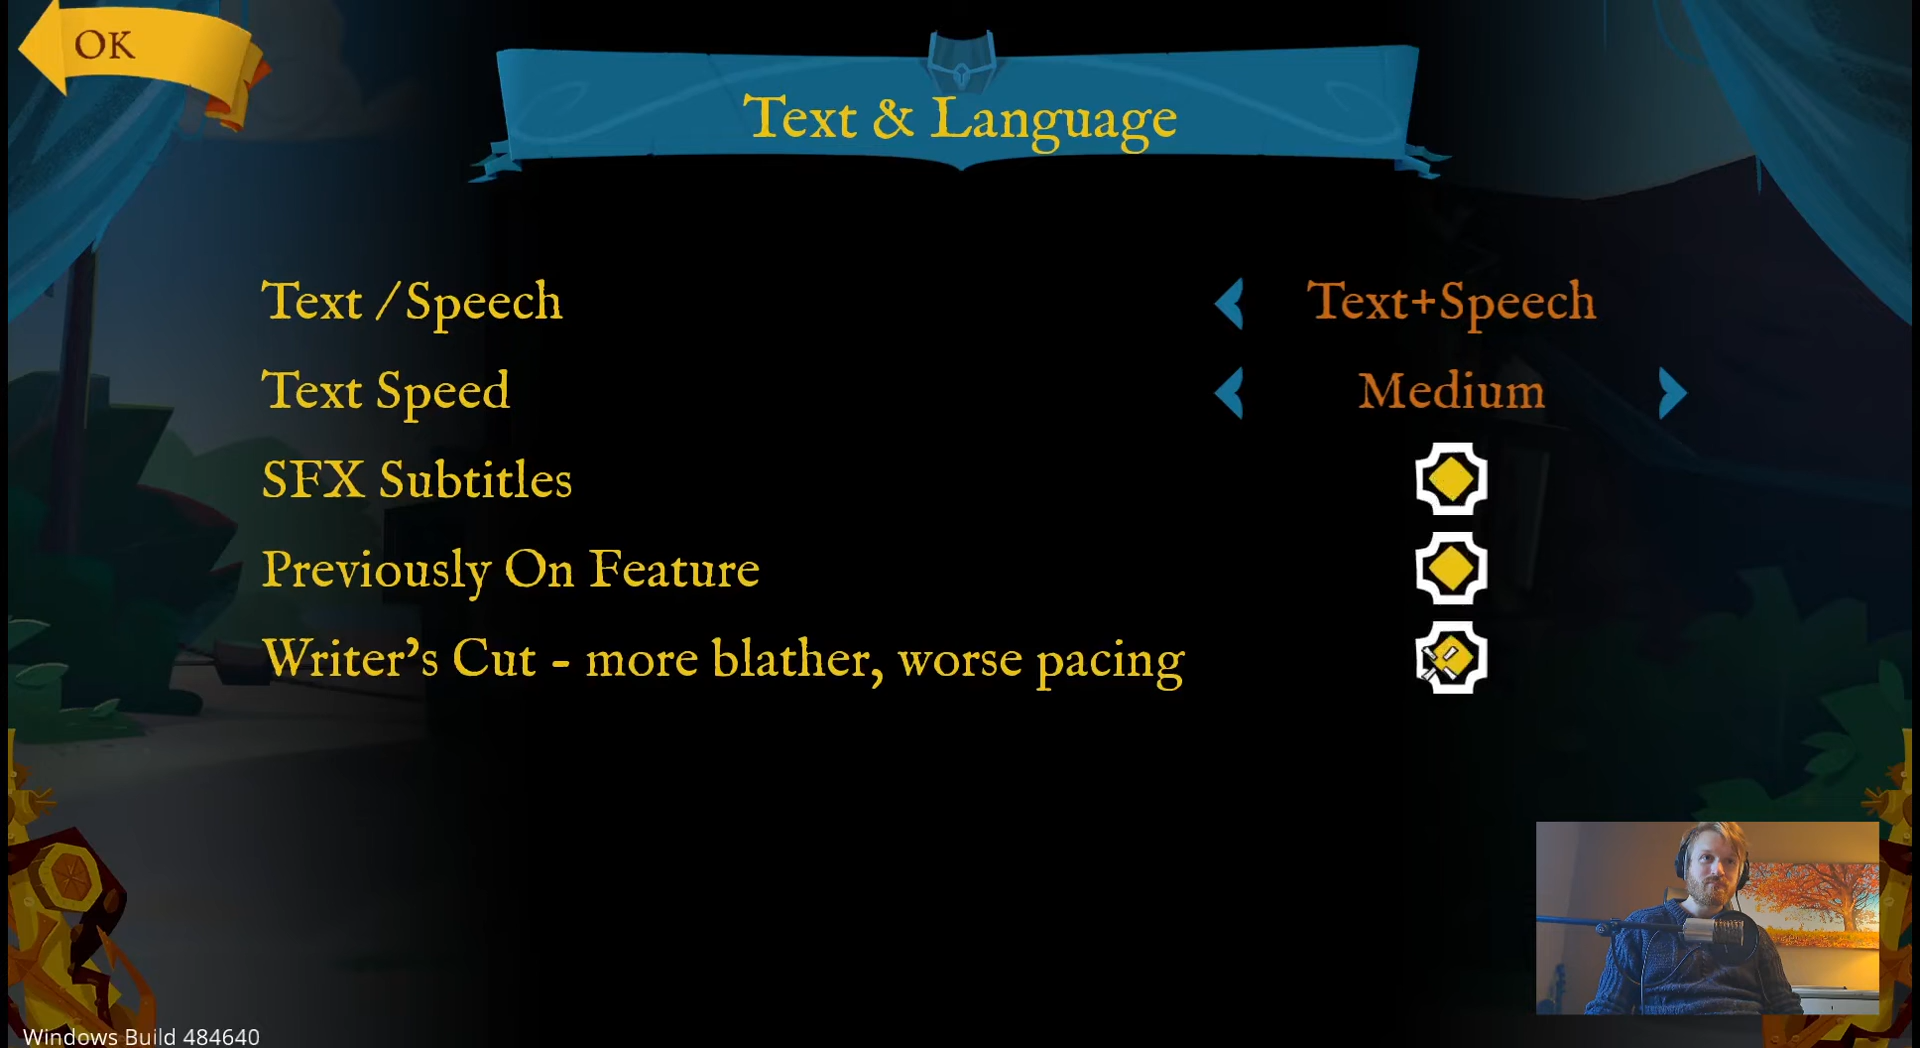 OK
Text & Language
Text /Speech
Text+Speech
Text Speed
Medium
SFX Subtitles
Previously On Feature
Writer’s Cut - more blather, worse pacing
Windows Build 484640